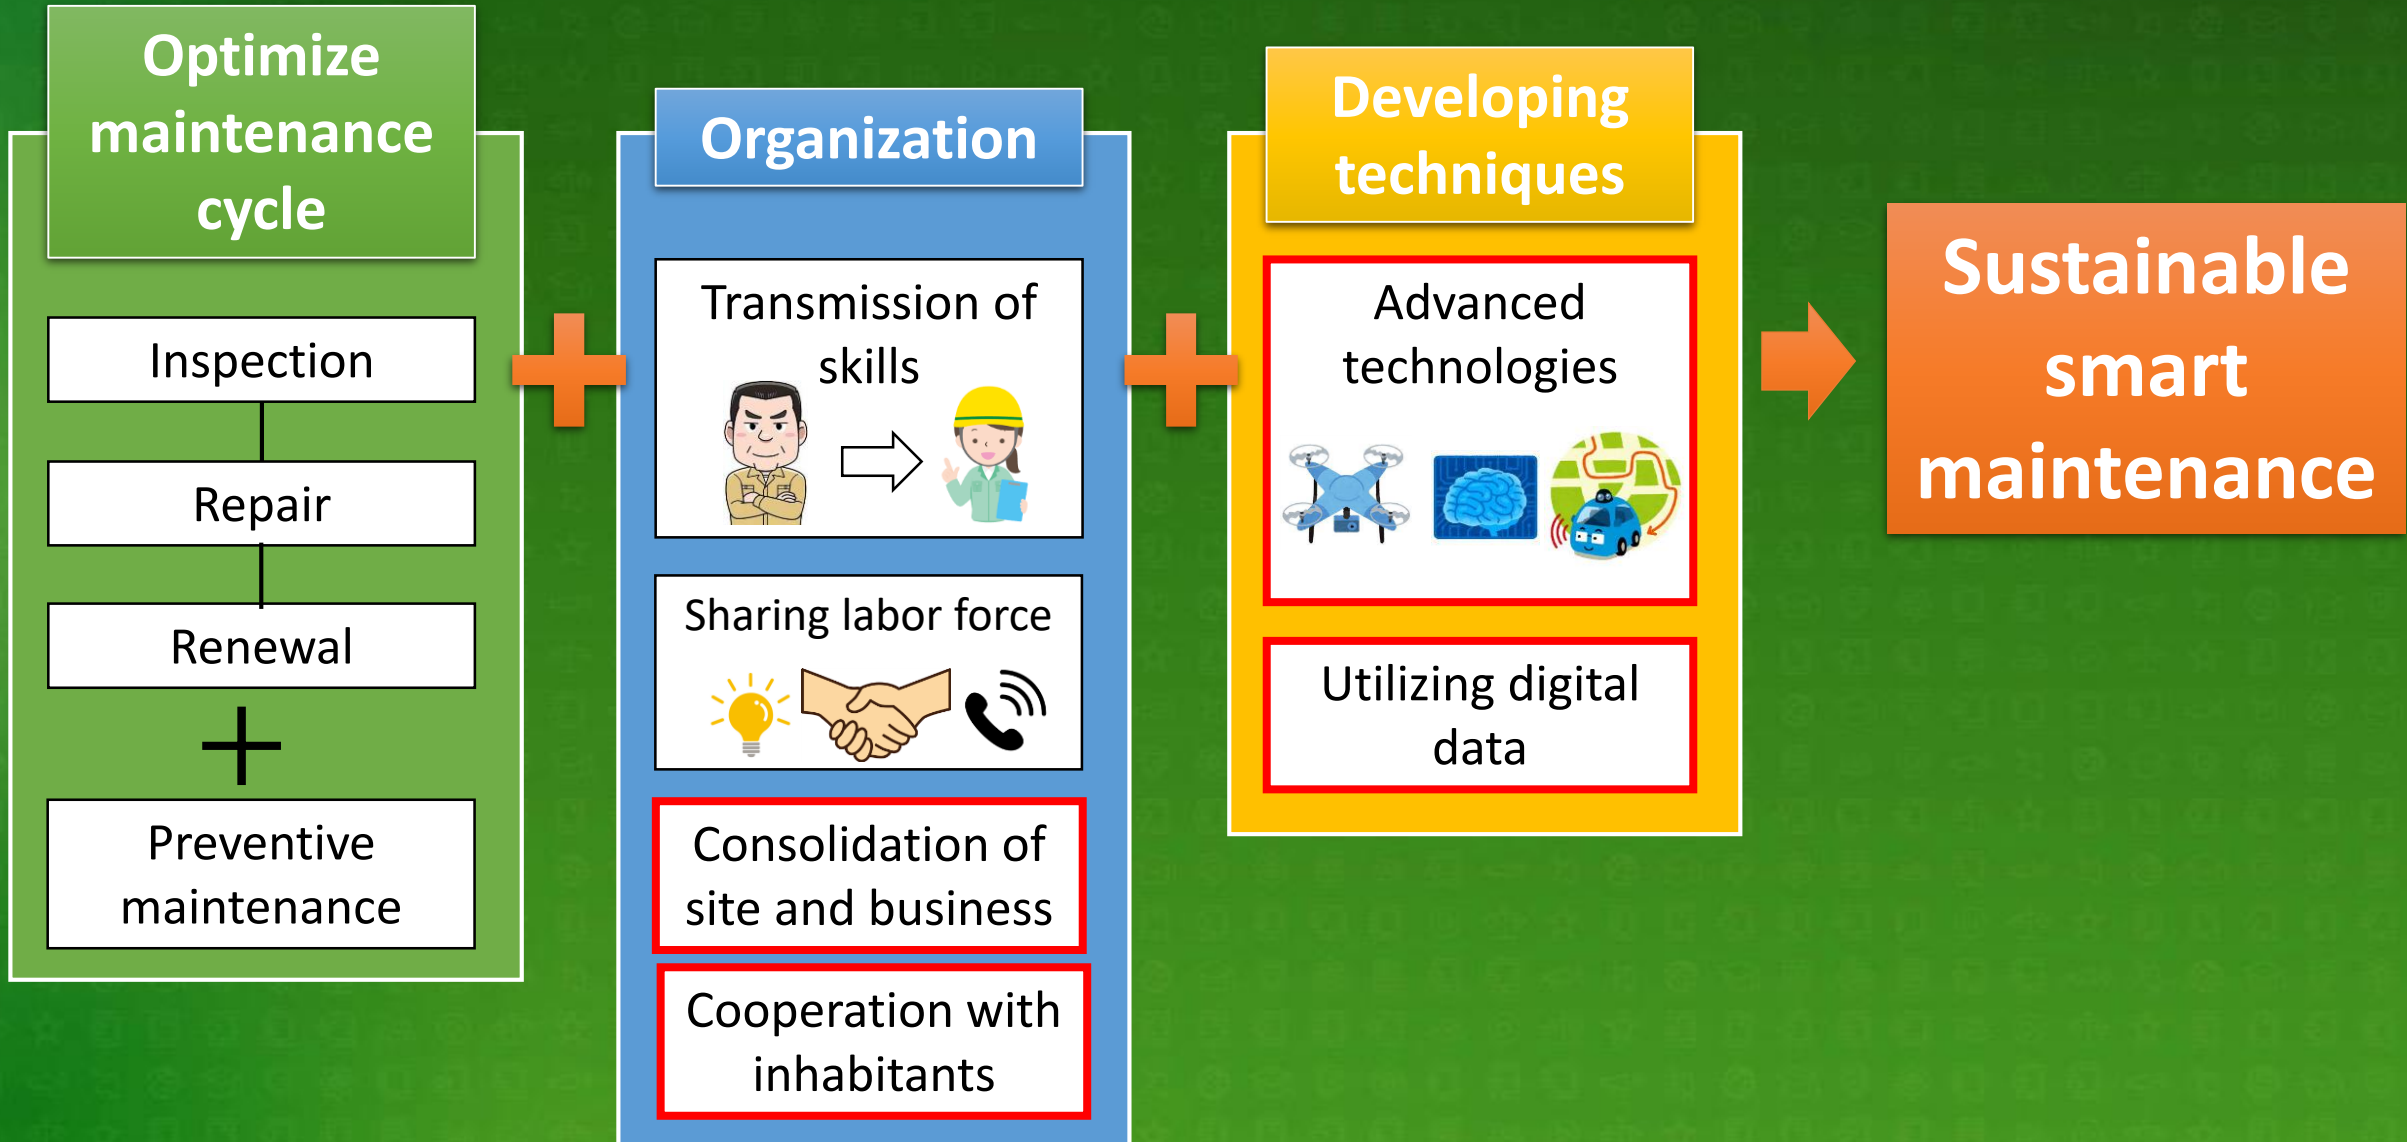 Optimize
maintenance
cycle
Inspection
Repair
Renewal
Preventive
maintenance
Organization
Transmission of
skills
Sharing labor force
Consolidation of
site and business
Cooperation with
inhabitants
Developing
techniques
Advanced
technologies
Utilizing digital
data
Sustainable
smart
maintenance